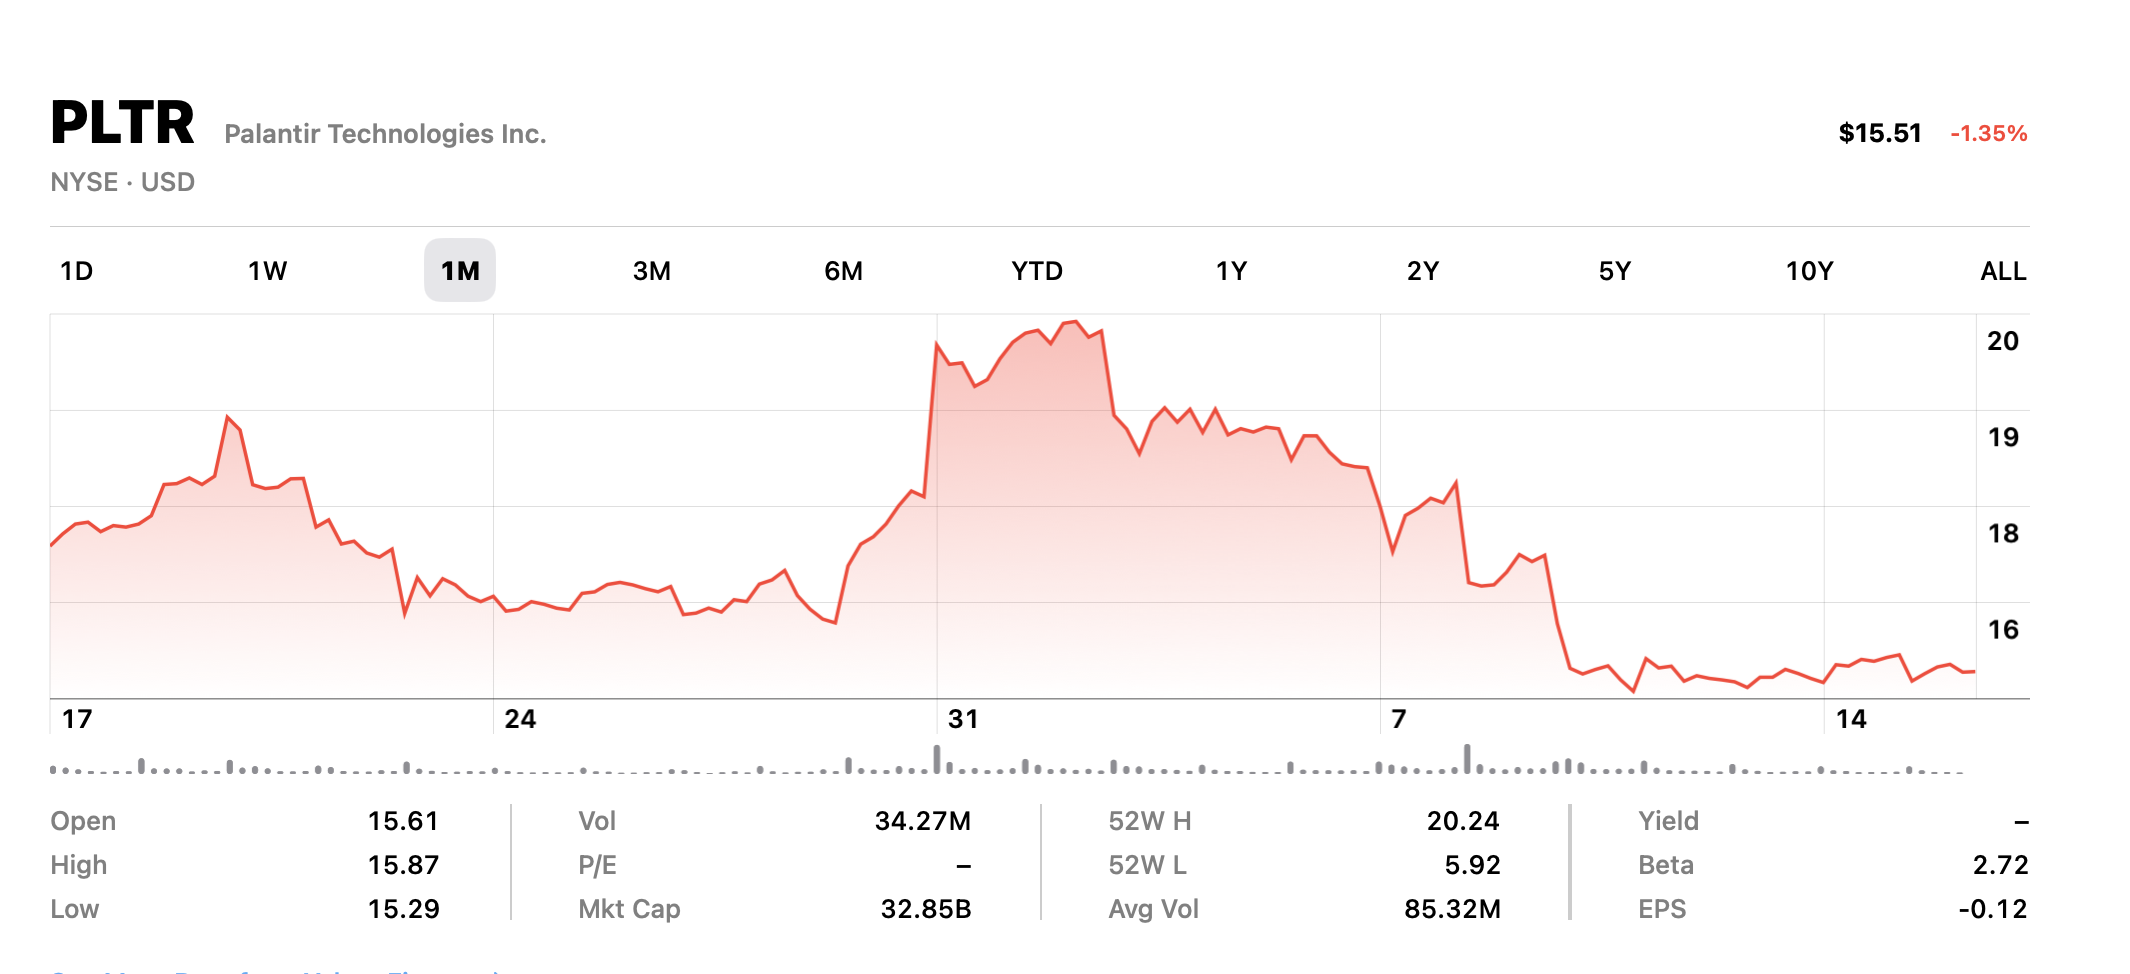 PLTR Palantir Technologies Inc. $15.51 -1.35%
NYSE · USD
1D 1W 1M 3M 6M YTD 1Y 2Y 5Y 10Y ALL
20
19
18
16
17 24 31 7 14
Open 15.61 Vol 34.27M 52W H 20.24 Yield –
High 15.87 P/E – 52W L 5.92 Beta 2.72
Low 15.29 Mkt Cap 32.85B Avg Vol 85.32M EPS -0.12